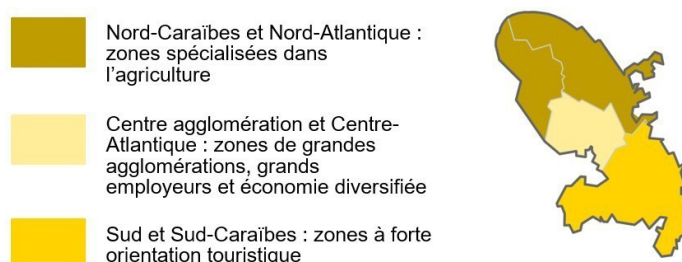 Nord-Caraïbes et Nord-Atlantique :
zones spécialisées dans
l’agriculture
Centre agglomération et Centre-
Atlantique : zones de grandes
agglomérations, grands
employeurs et économie diversifiée
Sud et Sud-Caraïbes : zones à forte
orientation touristique